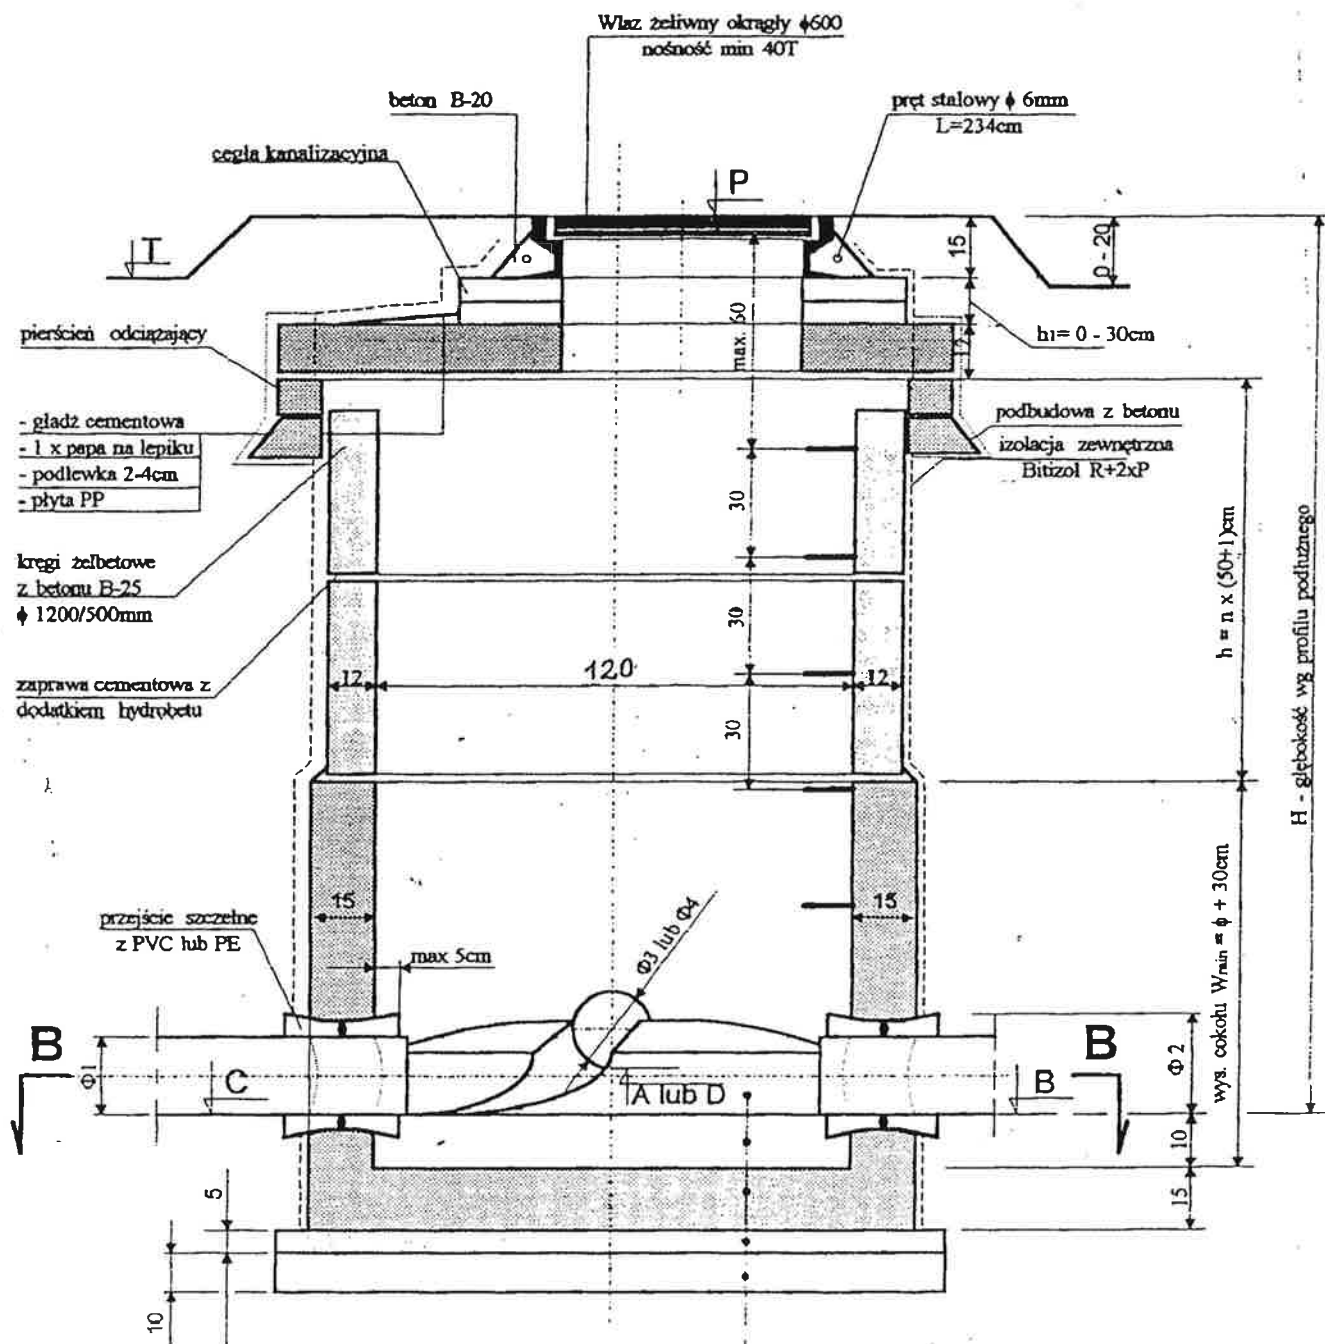 Właz żeliwny okrągły ϕ600
nośność min 40T
beton B-20
pręt stalowy ϕ 6mm
L=234cm
cegła kanalizacyjna
P
T
15
0 - 20
pierścień odciążający
max. 60
h1= 0 - 30cm
12
- gładź cementowa
- 1 x papa na lepiku
- podlewka 2-4cm
- płyta PP
podbudowa z betonu
izolacja zewnętrzna
Bitizol R+2xP
30
kręgi żelbetowe
z betonu B-25
ϕ 1200/500mm
30
h = n x (50+1)cm
H - głębokość wg profilu podłużnego
zaprawa cementowa z
dodatkiem hydrobetu
12
120
12
30
15
15
przejście szczelne
z PVC lub PE
max 5cm
Φ3 lub Φ4
wys. cokołu Wmin = ϕ + 30cm
B
B
Φ1
C
A lub D
B
Φ 2
10
15
5
10